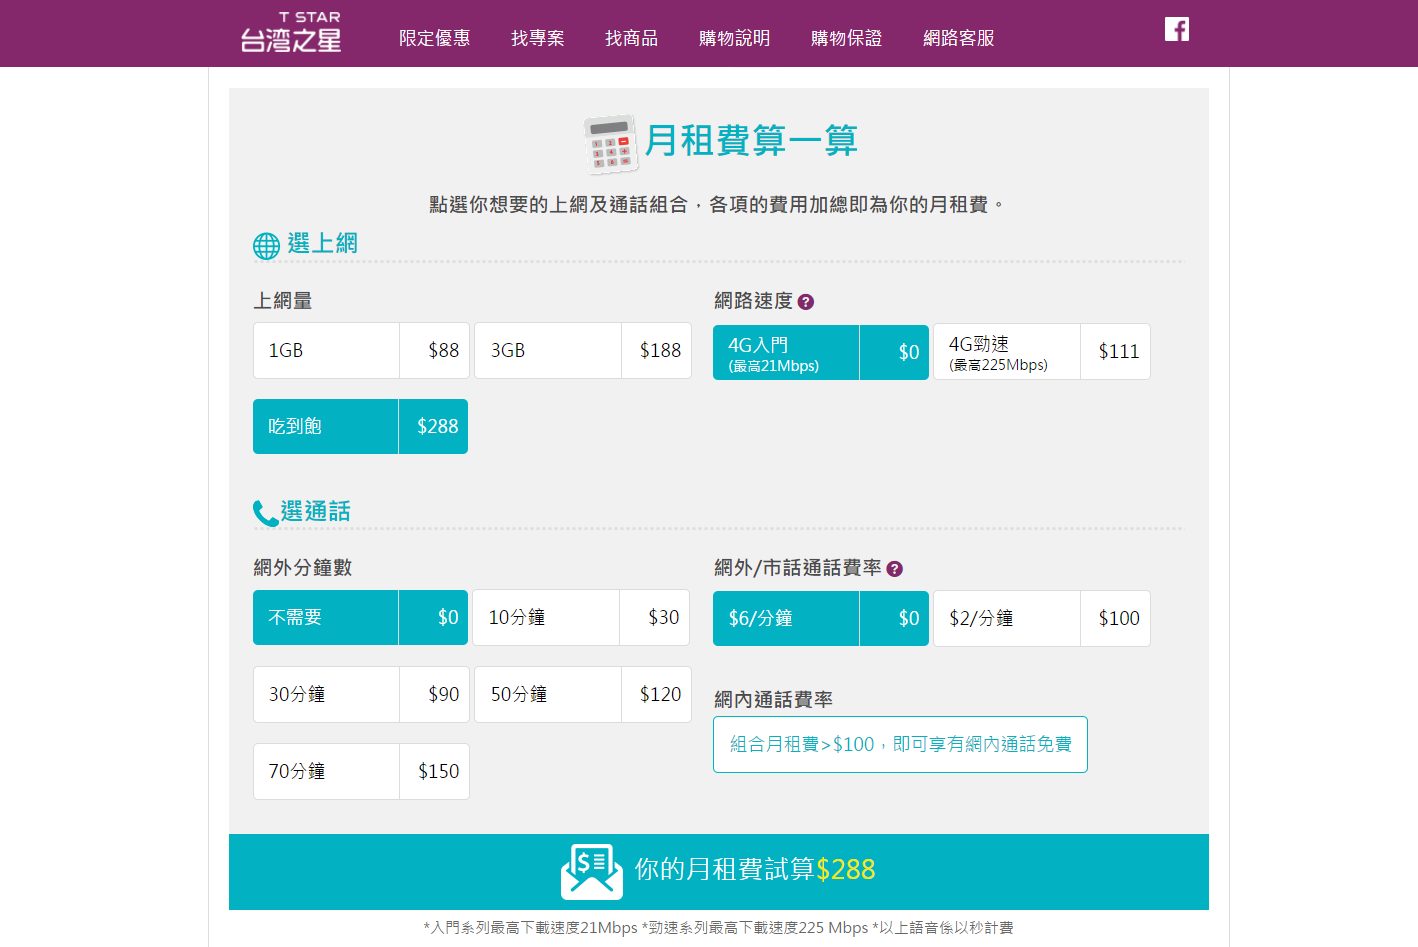 T STAR
台灣之星
限定優惠 找專案 找商品 購物說明 購物保證 網路客服
月租費算一算
點選你想要的上網及通話組合，各項的費用加總即為你的月租費。
選上網
上網量
網路速度 ?
1GB $88
3GB $188
4G入門 $0
(最高21Mbps)
4G勁速 $111
(最高225Mbps)
吃到飽 $288
選通話
網外分鐘數
網外/市話通話費率 ?
不需要 $0
10分鐘 $30
$6/分鐘 $0
$2/分鐘 $100
30分鐘 $90
50分鐘 $120
網內通話費率
組合月租費>$100，即可享有網內通話免費
70分鐘 $150
你的月租費試算$288
*入門系列最高下載速度21Mbps *勁速系列最高下載速度225 Mbps *以上語音係以秒計費